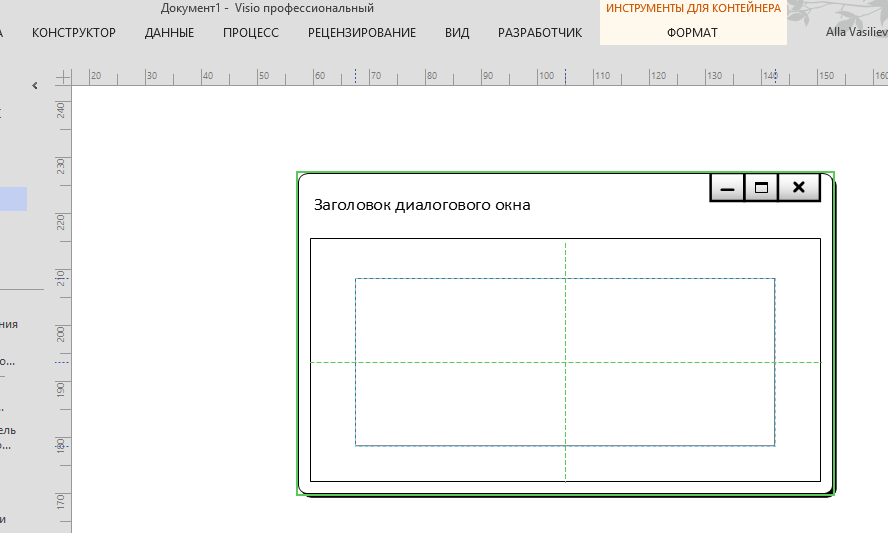 Документ1 - Visio профессиональный
ИНСТРУМЕНТЫ ДЛЯ КОНТЕЙНЕРА
КОНСТРУКТОР ДАННЫЕ ПРОЦЕСС РЕЦЕНЗИРОВАНИЕ ВИД РАЗРАБОТЧИК ФОРМАТ Alla Vasiliev
20 30 40 50 60 70 80 90 100 110 120 130 140 150 160
240
230
220
210
200
190
180
170
Заголовок диалогового окна